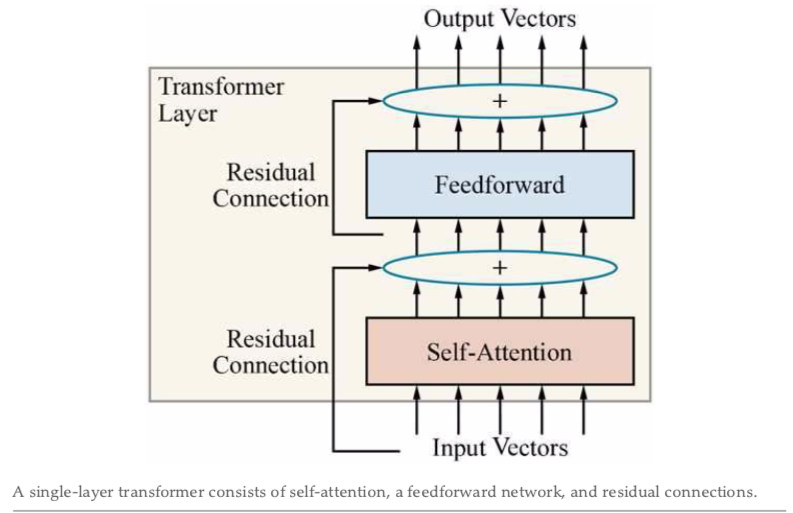 Output Vectors
Transformer
Layer
+
Residual
Connection
Feedforward
+
Residual
Connection
Self-Attention
Input Vectors
A single-layer transformer consists of self-attention, a feedforward network, and residual connections.